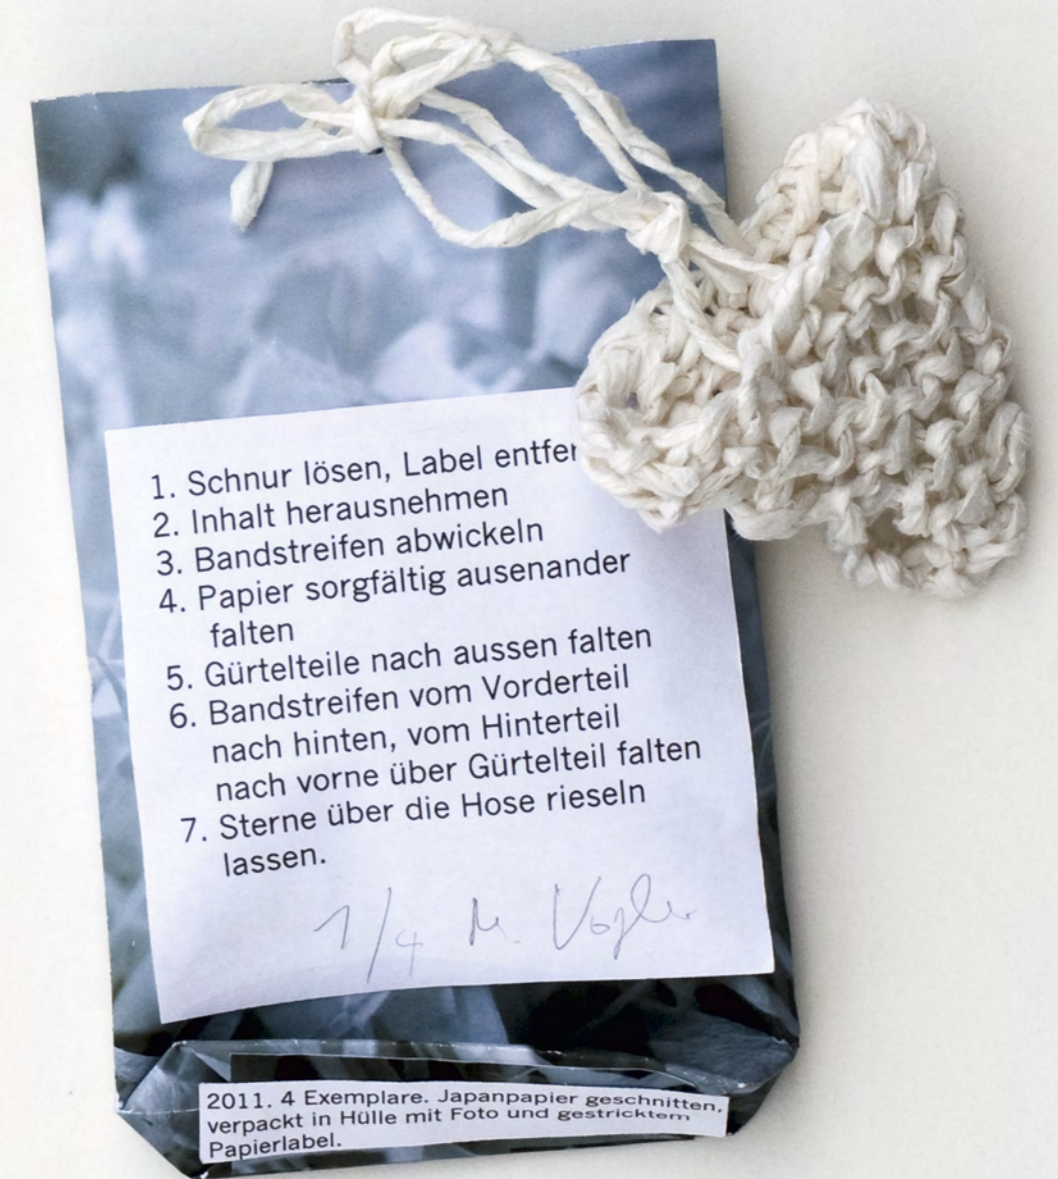 1. Schnur lösen, Label entfer
2. Inhalt herausnehmen
3. Bandstreifen abwickeln
4. Papier sorgfältig ausenander
falten
5. Gürtelteile nach aussen falten
6. Bandstreifen vom Vorderteil
nach hinten, vom Hinterteil
nach vorne über Gürtelteil falten
7. Sterne über die Hose rieseln
lassen.
1/4 M. Vogler
2011. 4 Exemplare. Japanpapier geschnitten,
verpackt in Hülle mit Foto und gestricktem
Papierlabel.